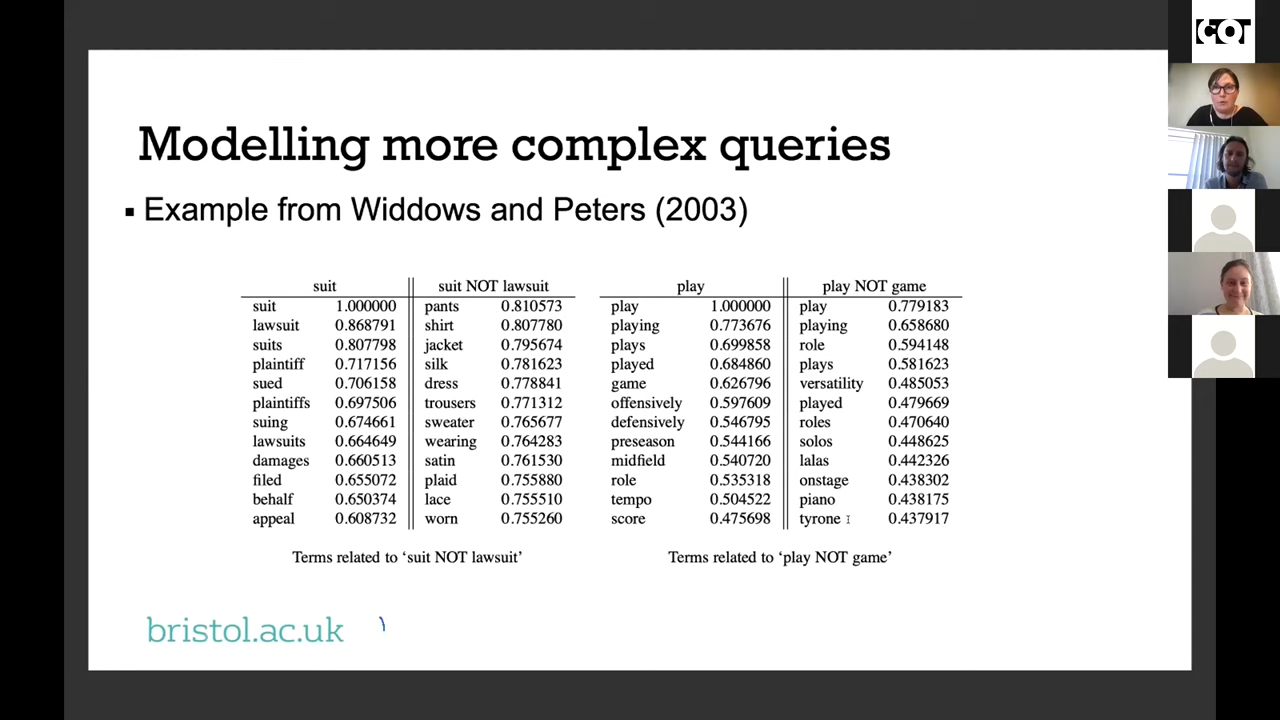 Modelling more complex queries
▪ Example from Widdows and Peters (2003)
suit suit NOT lawsuit play play NOT game
suit 1.000000 pants 0.810573 play 1.000000 play 0.779183
lawsuit 0.868791 shirt 0.807780 playing 0.773676 playing 0.658680
suits 0.807798 jacket 0.795674 plays 0.699858 role 0.594148
plaintiff 0.717156 silk 0.781623 played 0.684860 plays 0.581623
sued 0.706158 dress 0.778841 game 0.626796 versatility 0.485053
plaintiffs 0.697506 trousers 0.771312 offensively 0.597609 played 0.479669
suing 0.674661 sweater 0.765677 defensively 0.546795 roles 0.470640
lawsuits 0.664649 wearing 0.764283 preseason 0.544166 solos 0.448625
damages 0.660513 satin 0.761530 midfield 0.540720 lalas 0.442326
filed 0.655072 plaid 0.755880 role 0.535318 onstage 0.438302
behalf 0.650374 lace 0.755510 tempo 0.504522 piano 0.438175
appeal 0.608732 worn 0.755260 score 0.475698 tyrone 0.437917
Terms related to ‘suit NOT lawsuit’ Terms related to ‘play NOT game’
bristol.ac.uk